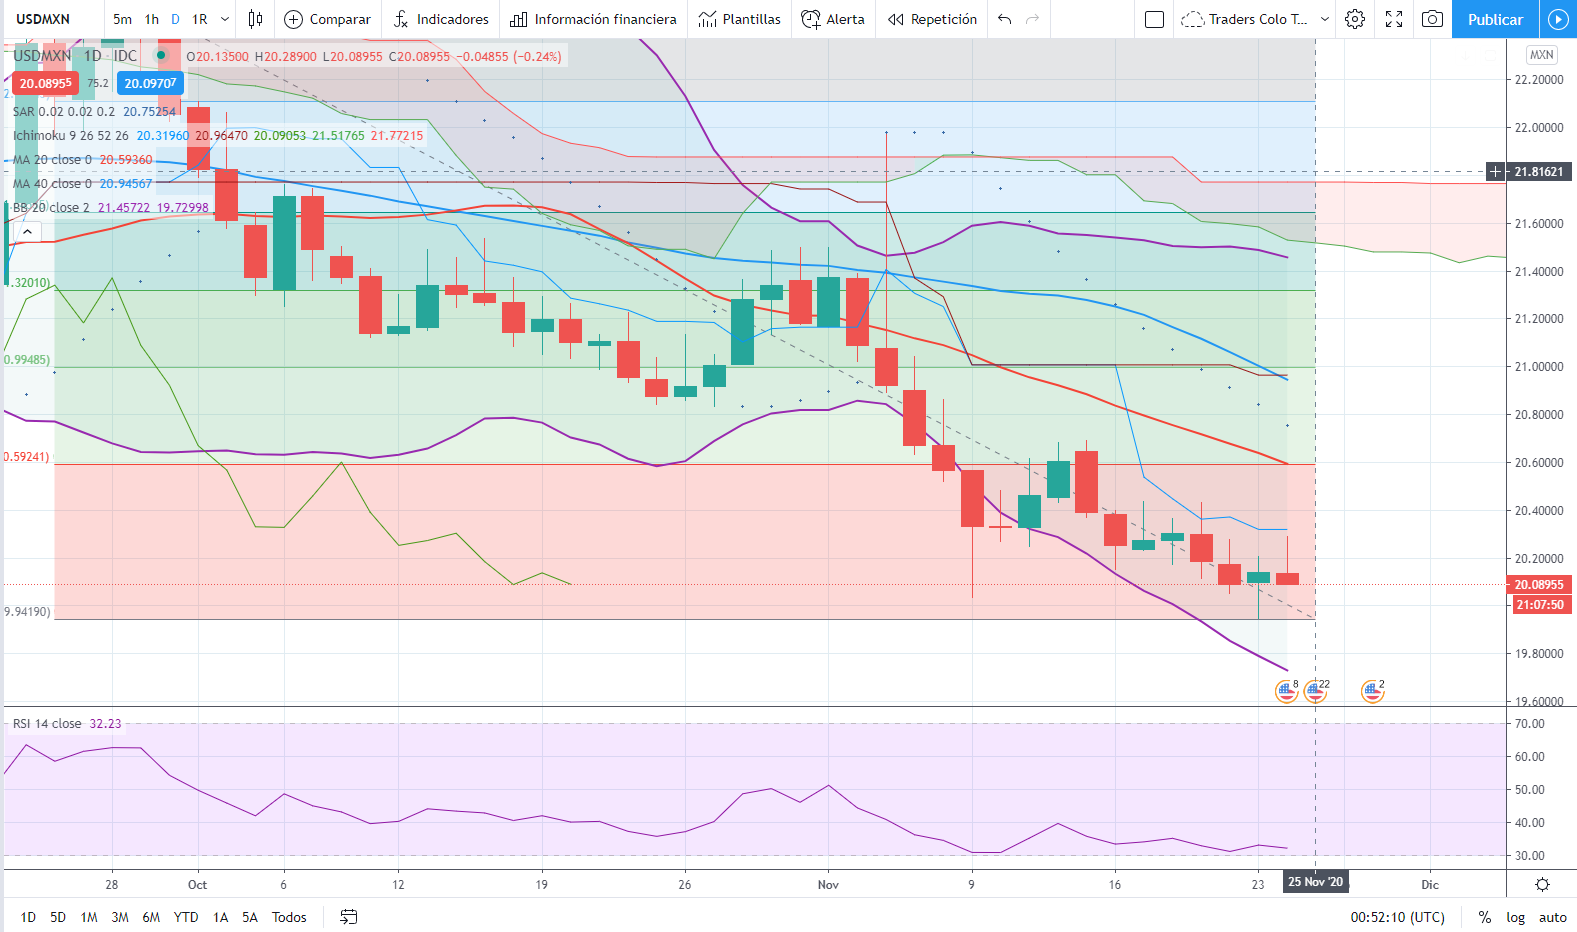 USDMXN 5m 1h D 1R Comparar Indicadores Información financiera Plantillas Alerta Repetición Traders Colo T... Publicar
USDMXN 1D IDC O20.13500 H20.28900 L20.08955 C20.08955 −0.04855 (−0.24%)
MXN
20.08955 75.2 20.09707
SAR 0.02 0.02 0.2 20.75254
Ichimoku 9 26 52 26 20.31960 20.96470 20.09053 21.51765 21.77215
MA 20 close 0 20.59360
MA 40 close 0 20.94567
BB 20 close 2 21.45722 19.72998
22.20000
22.00000
21.81621
21.60000
21.40000
.32010)
21.20000
0.99485)
21.00000
20.80000
0.59241)
20.60000
20.40000
20.20000
20.08955
21:07:50
9.94190)
19.80000
19.60000
8 22 2
RSI 14 close 32.23
70.00
60.00
50.00
40.00
30.00
28 Oct 6 12 19 26 Nov 9 16 23 25 Nov '20 Dic
1D 5D 1M 3M 6M YTD 1A 5A Todos 00:52:10 (UTC) % log auto